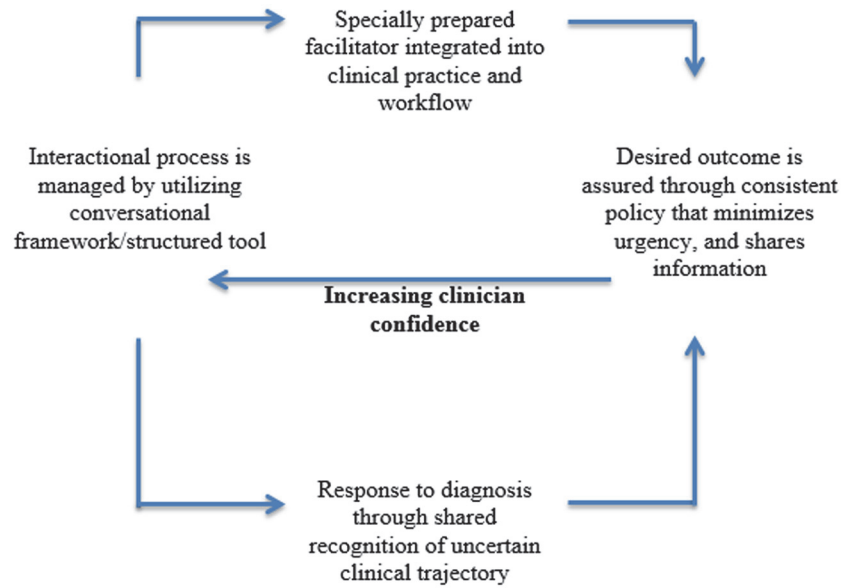 Specially prepared
facilitator integrated into
clinical practice and
workflow
Interactional process is
managed by utilizing
conversational
framework/structured tool
Desired outcome is
assured through consistent
policy that minimizes
urgency, and shares
information
Increasing clinician
confidence
Response to diagnosis
through shared
recognition of uncertain
clinical trajectory